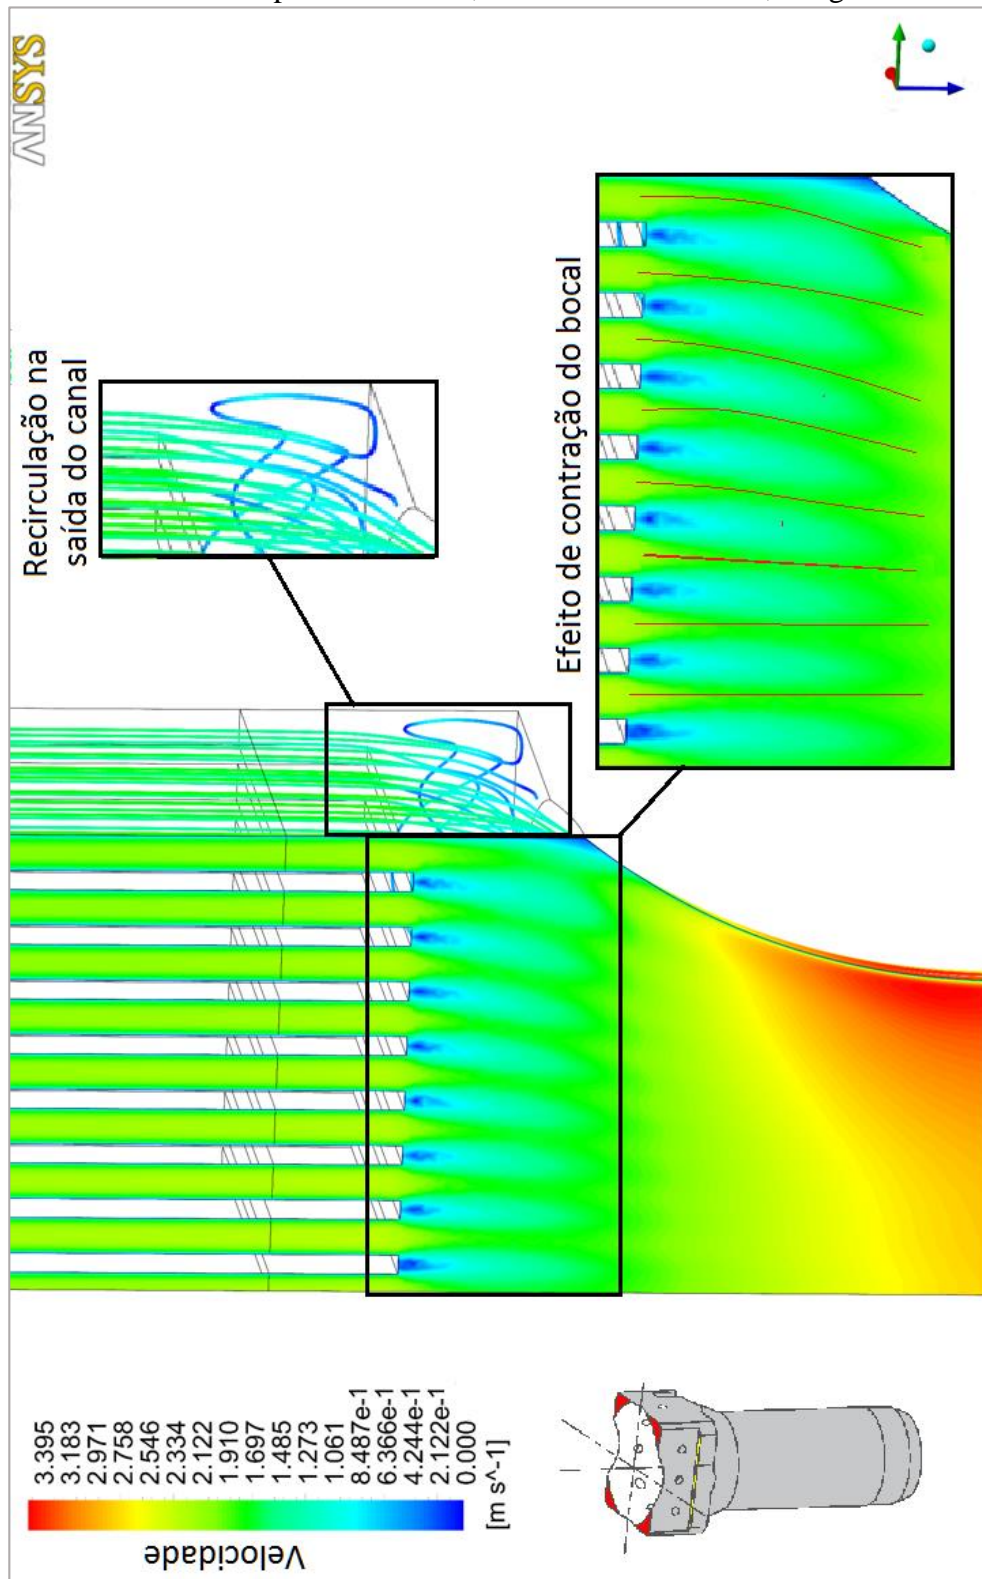 ANSYS
Recirculação na
saída do canal
Efeito de contração do bocal
Velocidade
3.395
3.183
2.971
2.758
2.546
2.334
2.1222
1.910
1.697
1.485
1.273
1.061
8.487e-1
6.366e-1
4.244e-1
2.122e-1
0.000
[m s^-1]